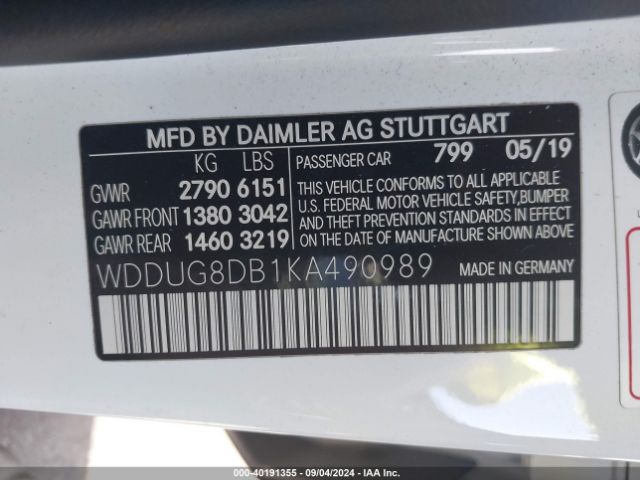 MFD BY DAIMLER AG STUTTGART
KG LBS
GVWR 2790 6151
GAWR FRONT 1380 3042
GAWR REAR 1460 3219
PASSENGER CAR 799 05/19
THIS VEHICLE CONFORMS TO ALL APPLICABLE
U.S. FEDERAL MOTOR VEHICLE SAFETY,BUMPER
AND THEFT PREVENTION STANDARDS IN EFFECT
ON THE DATE OF MANUFACTURE SHOWN ABOVE
WDDUG8DB1KA490989 MADE IN GERMANY
000-40191355 - 09/04/2024 - IAA Inc.